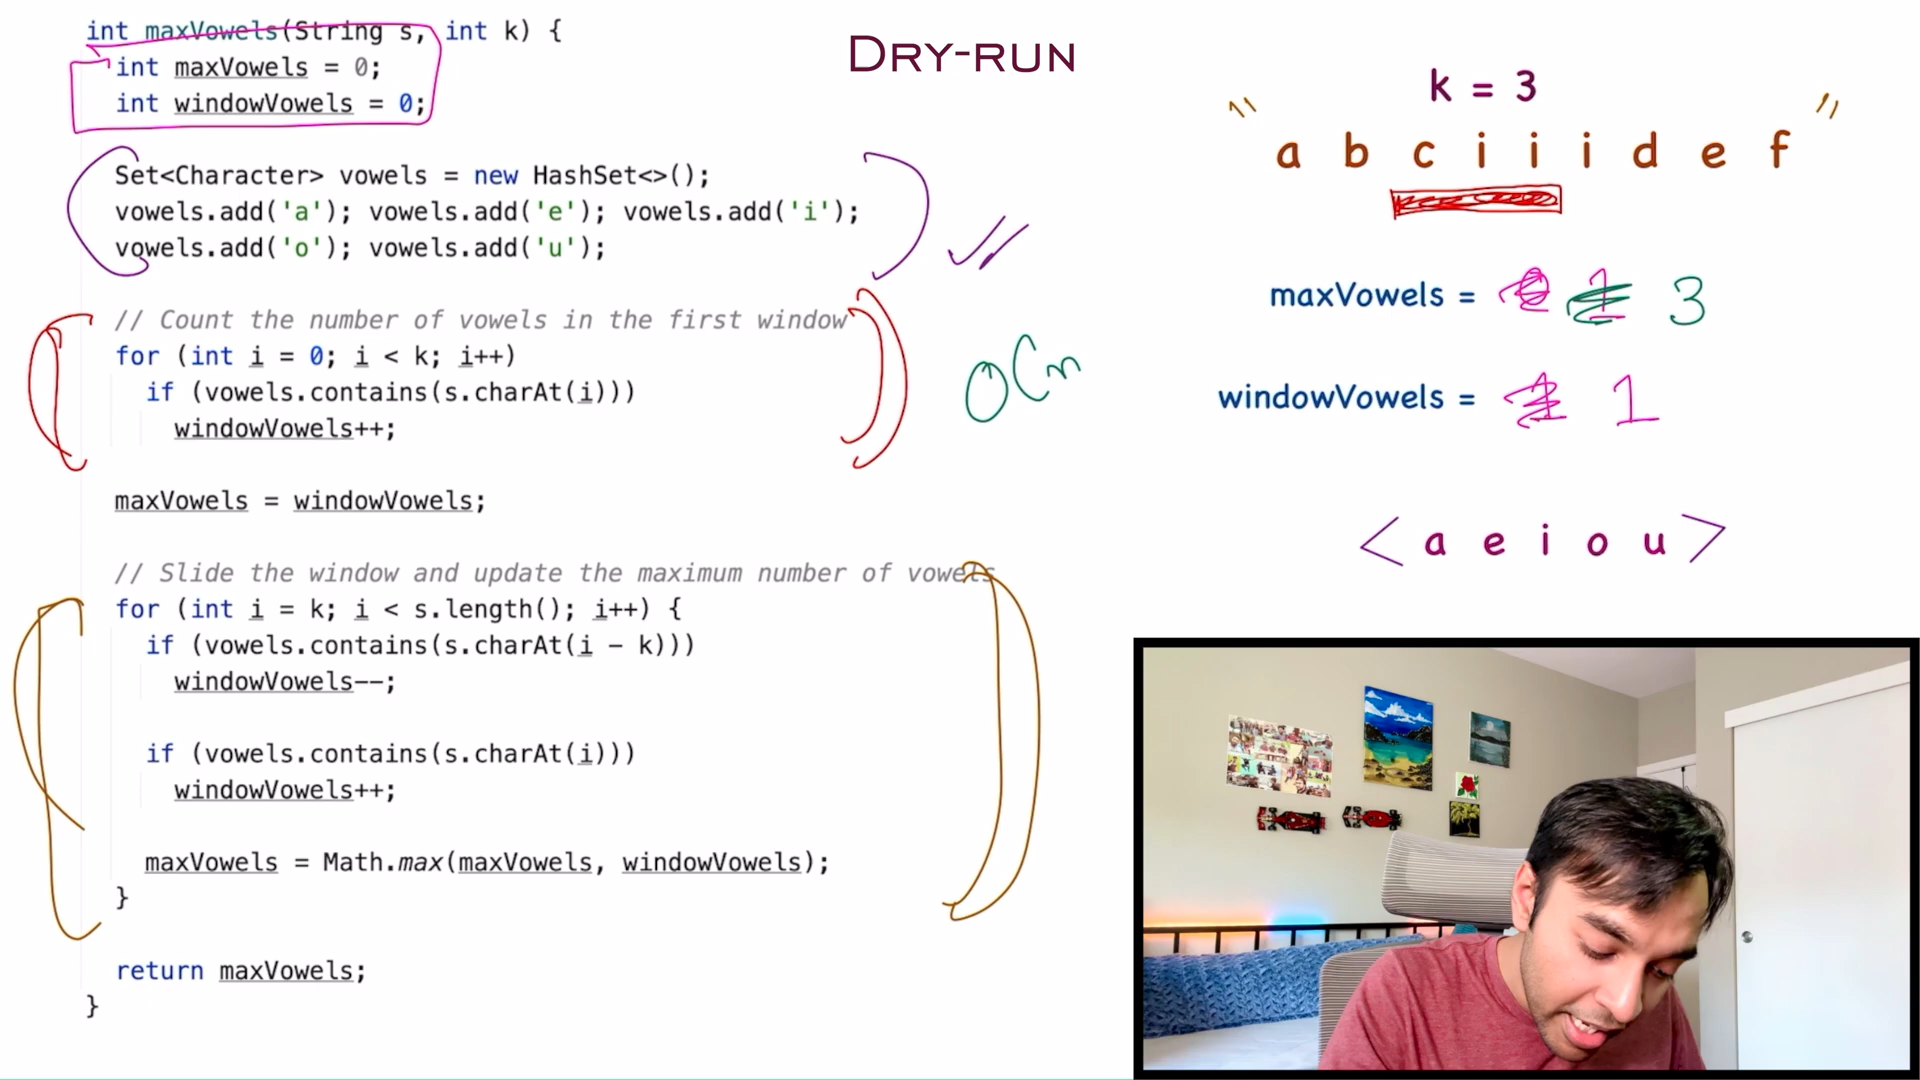 int maxVowels(String s, int k) {
int maxVowels = 0;
int windowVowels = 0;
Set<Character> vowels = new HashSet<>();
vowels.add('a'); vowels.add('e'); vowels.add('i');
vowels.add('o'); vowels.add('u');
// Count the number of vowels in the first window
for (int i = 0; i < k; i++)
if (vowels.contains(s.charAt(i)))
windowVowels++;
maxVowels = windowVowels;
// Slide the window and update the maximum number of vowels
for (int i = k; i < s.length(); i++) {
if (vowels.contains(s.charAt(i - k)))
windowVowels--;
if (vowels.contains(s.charAt(i)))
windowVowels++;
maxVowels = Math.max(maxVowels, windowVowels);
}
return maxVowels;
}
O(n
DRY-RUN
k = 3
" a b c i i i i d e f "
maxVowels = 0 1 3
windowVowels = 1 1
< a e i o u >